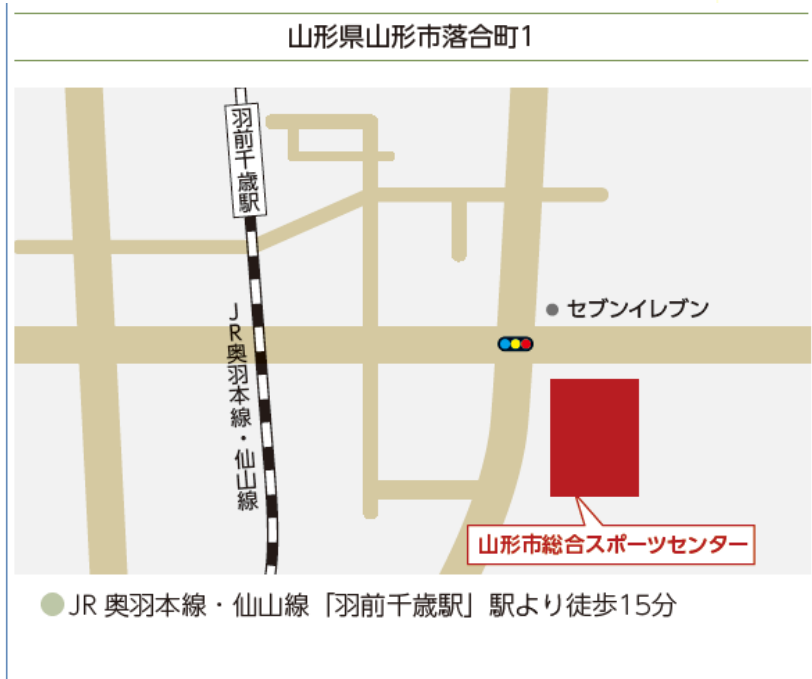 山形県山形市落合町1
羽前千歳駅
JR奥羽本線・仙山線
セブンイレブン
山形市総合スポーツセンター
JR 奥羽本線・仙山線「羽前千歳駅」駅より徒歩15分